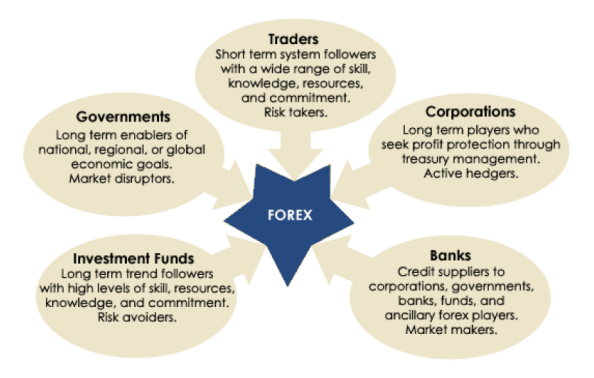 Traders
Short term system followers
with a wide range of skill,
knowledge, resources,
and commitment.
Risk takers.
Governments
Long term enablers of
national, regional, or global
economic goals.
Market disruptors.
Corporations
Long term players who
seek profit protection through
treasury management.
Active hedgers.
FOREX
Investment Funds
Long term trend followers
with high levels of skill, resources,
knowledge, and commitment.
Risk avoiders.
Banks
Credit suppliers to
corporations, governments,
banks, funds, and
ancillary forex players.
Market makers.